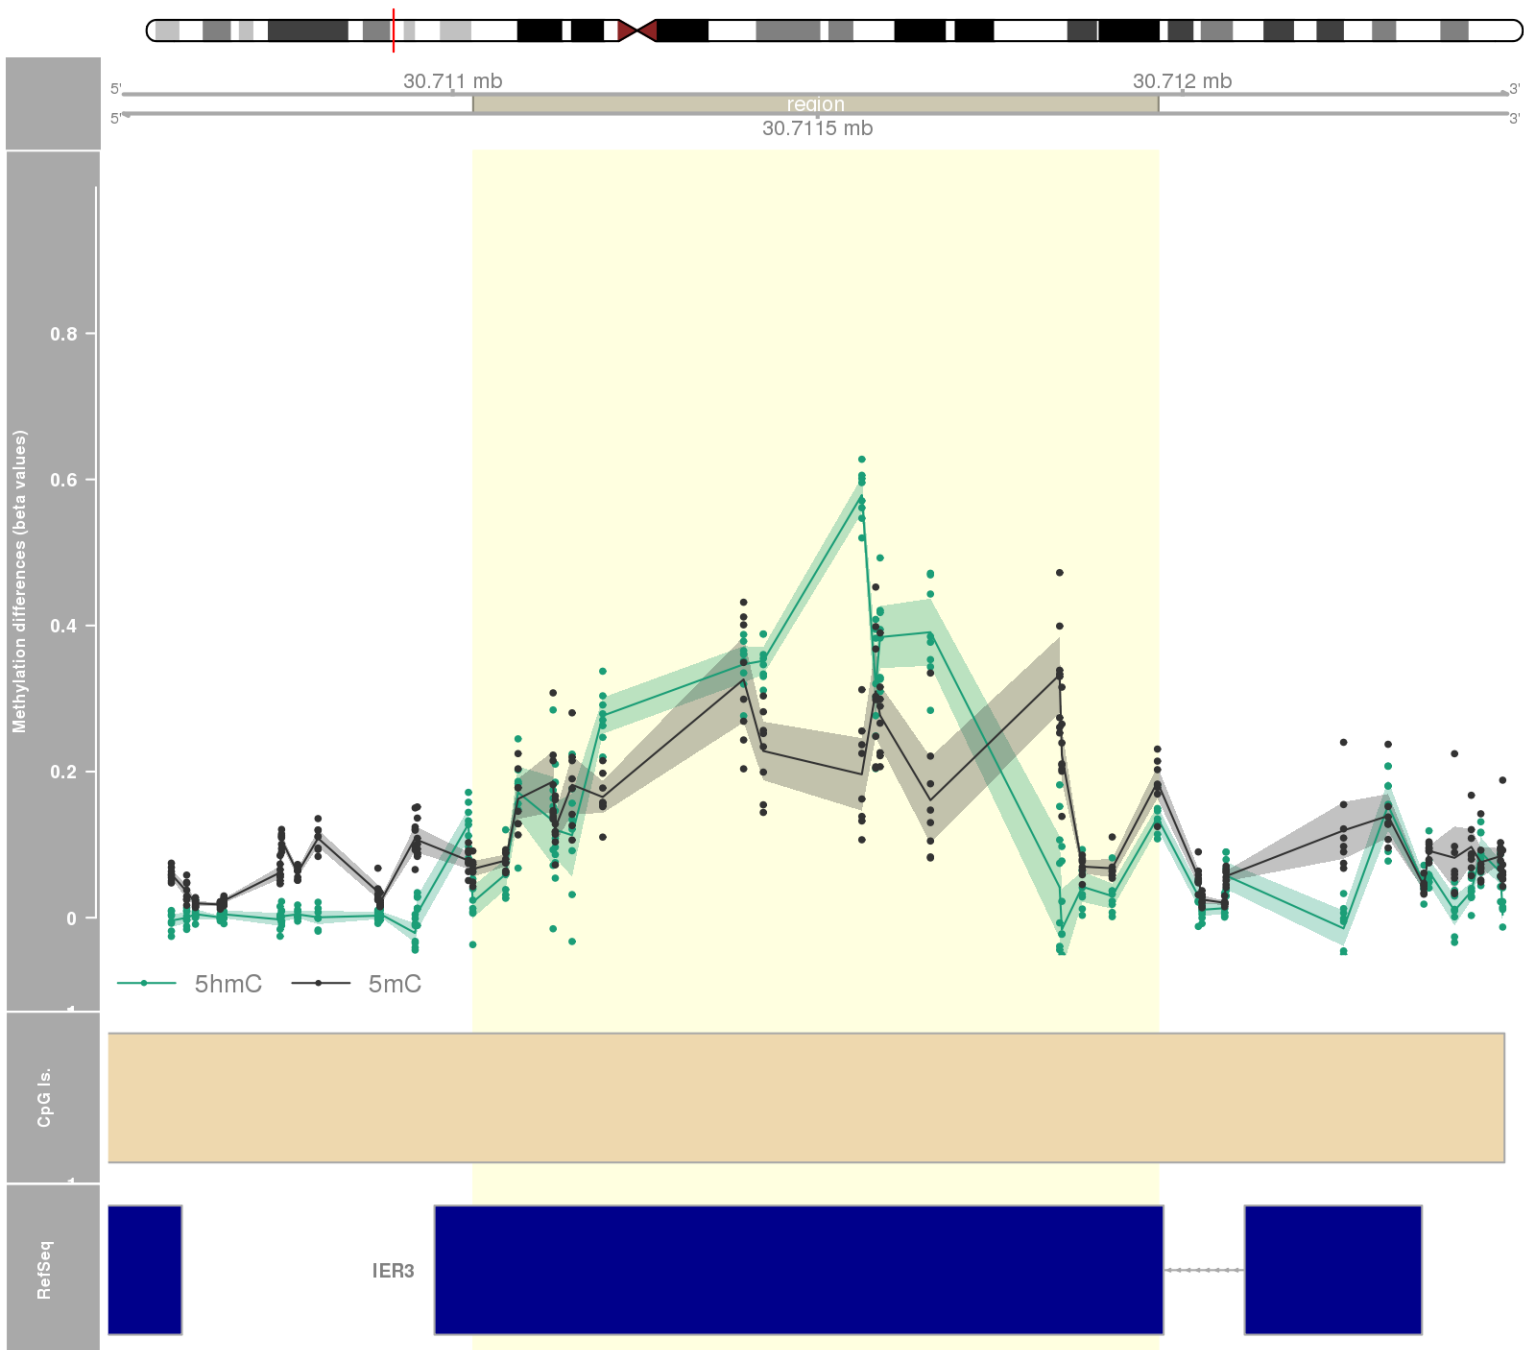 30.711 mb
30.712 mb
5'
3'
region
5'
3'
30.7115 mb
Methylation differences (beta values)
0.8
0.6
0.4
0.2
0
5hmC
5mC
CpG Is.
RefSeq
IER3